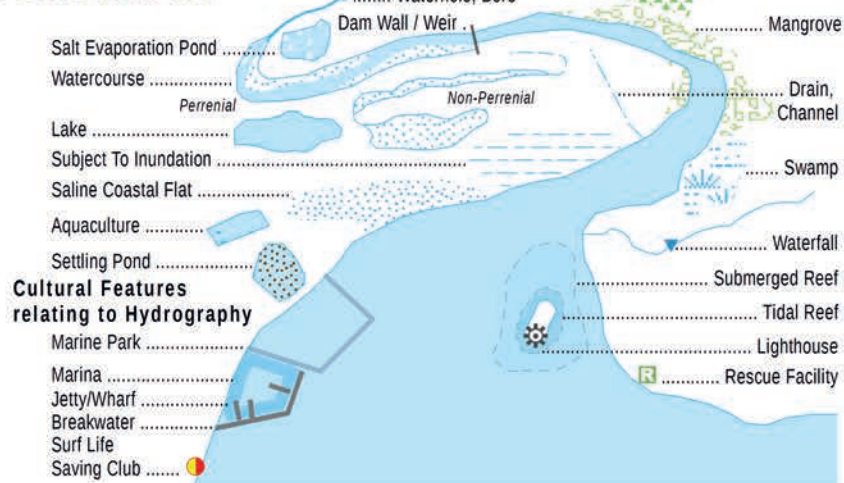 Waterhole, Bore
Dam Wall / Weir .
Mangrove
Salt Evaporation Pond
Watercourse
Perrenial
Non-Perrenial
Drain,
Channel
Lake
Subject To Inundation
Swamp
Saline Coastal Flat
Aquaculture
Waterfall
Settling Pond
Submerged Reef
Cultural Features
relating to Hydrography
Tidal Reef
Marine Park
Lighthouse
Marina
R
Rescue Facility
Jetty/Wharf
Breakwater
Surf Life
Saving Club